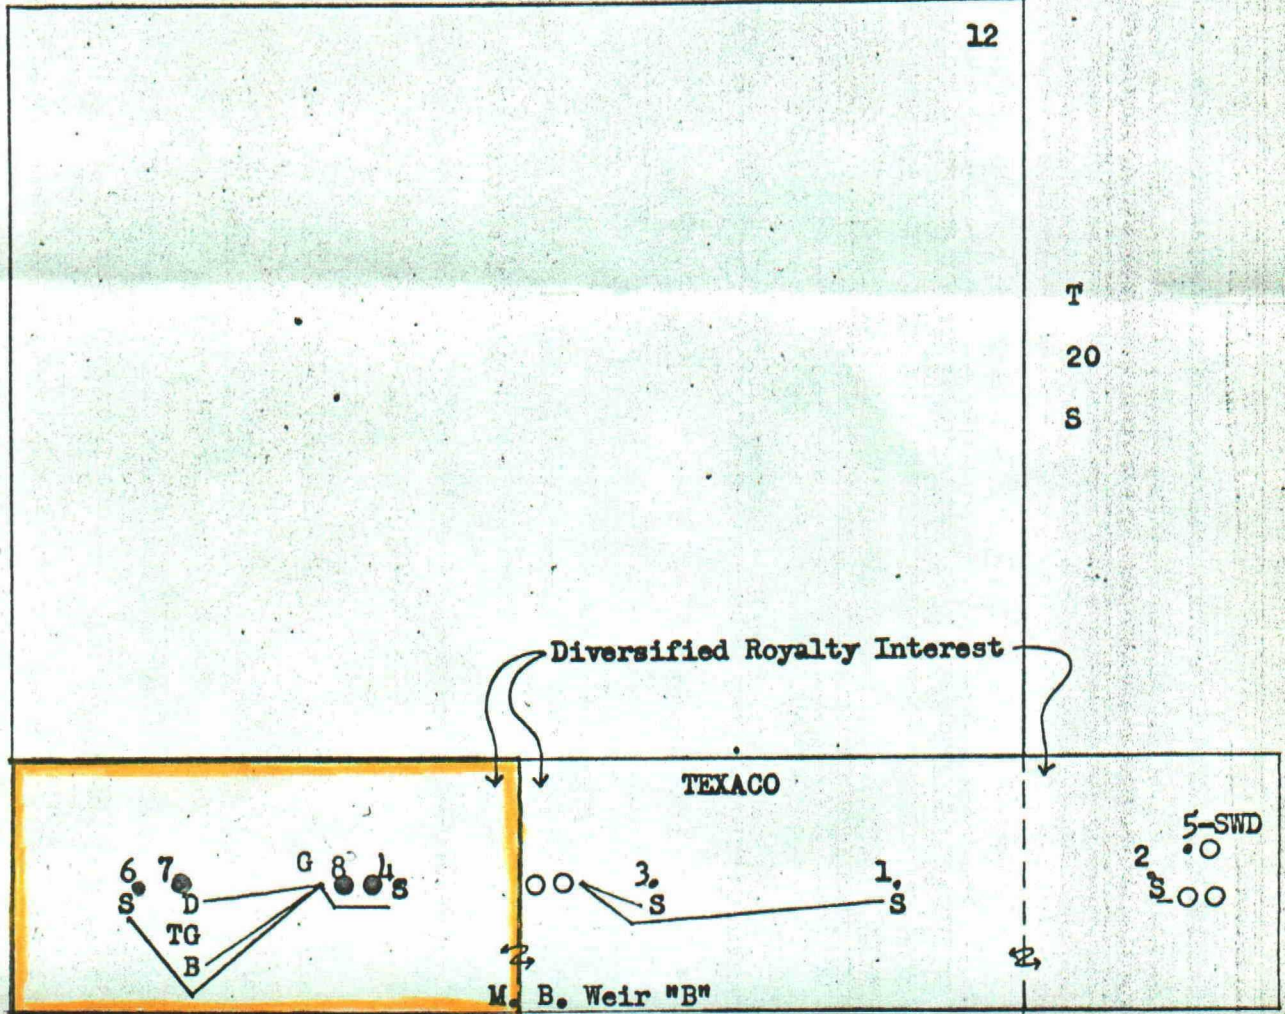 12
T
20
S
Diversified Royalty Interest
TEXACO
5-SWD
6 7 G 8 4 3. 1. 2
S D S S S S
TG
B
M. B. Weir "B"